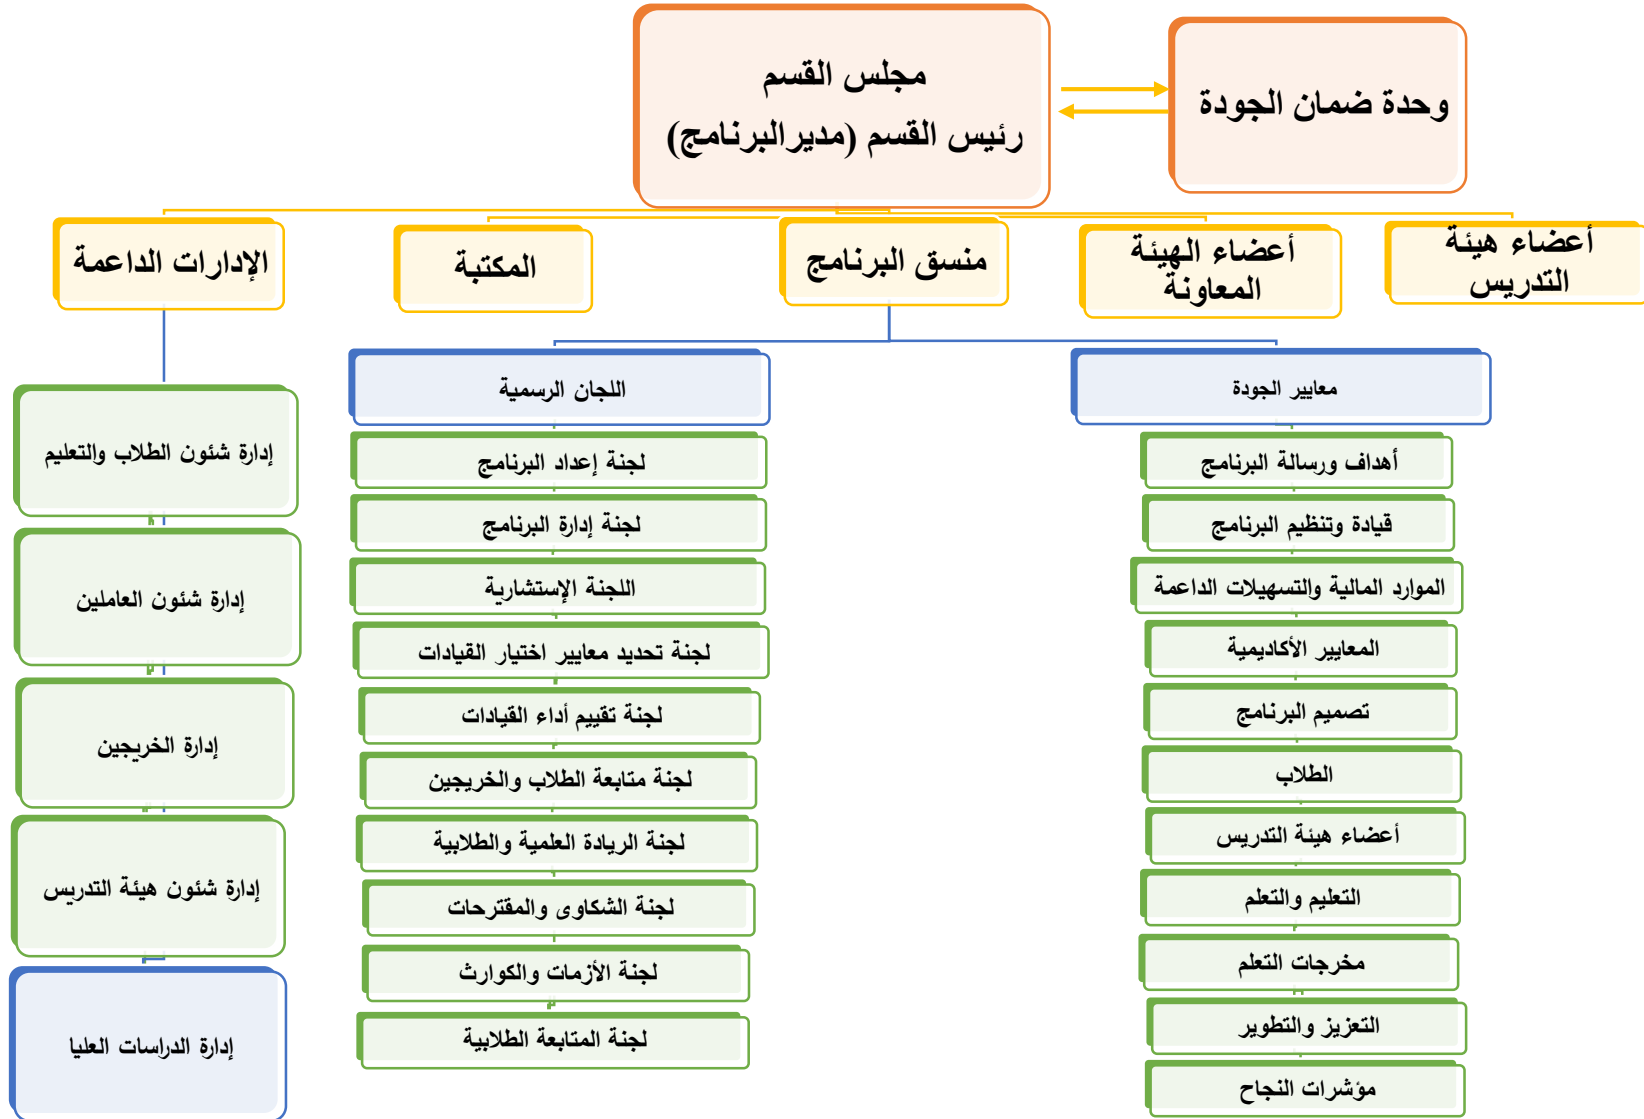 مجلس القسم
رئيس القسم (مديرالبرنامج)
وحدة ضمان الجودة
أعضاء هيئة
التدريس
أعضاء الهيئة
المعاونة
منسق البرنامج
المكتبة
الإدارات الداعمة
معايير الجودة
أهداف ورسالة البرنامج
قيادة وتنظيم البرنامج
الموارد المالية والتسهيلات الداعمة
المعايير الأكاديمية
تصميم البرنامج
الطلاب
أعضاء هيئة التدريس
التعليم والتعلم
مخرجات التعلم
التعزيز والتطوير
مؤشرات النجاح
اللجان الرسمية
لجنة إعداد البرنامج
لجنة إدارة البرنامج
اللجنة الإستشارية
لجنة تحديد معايير اختيار القيادات
لجنة تقييم أداء القيادات
لجنة متابعة الطلاب والخريجين
لجنة الريادة العلمية والطلابية
لجنة الشكاوى والمقترحات
لجنة الأزمات والكوارث
لجنة المتابعة الطلابية
إدارة شئون الطلاب والتعليم
إدارة شئون العاملين
إدارة الخريجين
إدارة شئون هيئة التدريس
إدارة الدراسات العليا